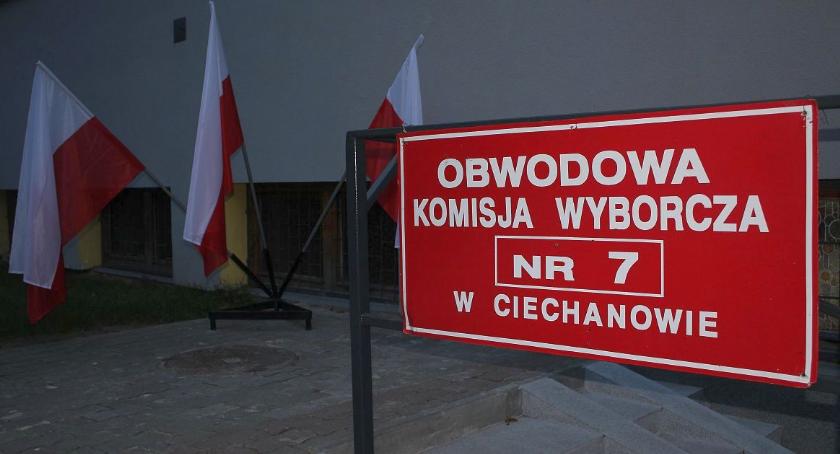 OBWODOWA
KOMISJA WYBORCZA
NR 7
W CIECHANOWIE